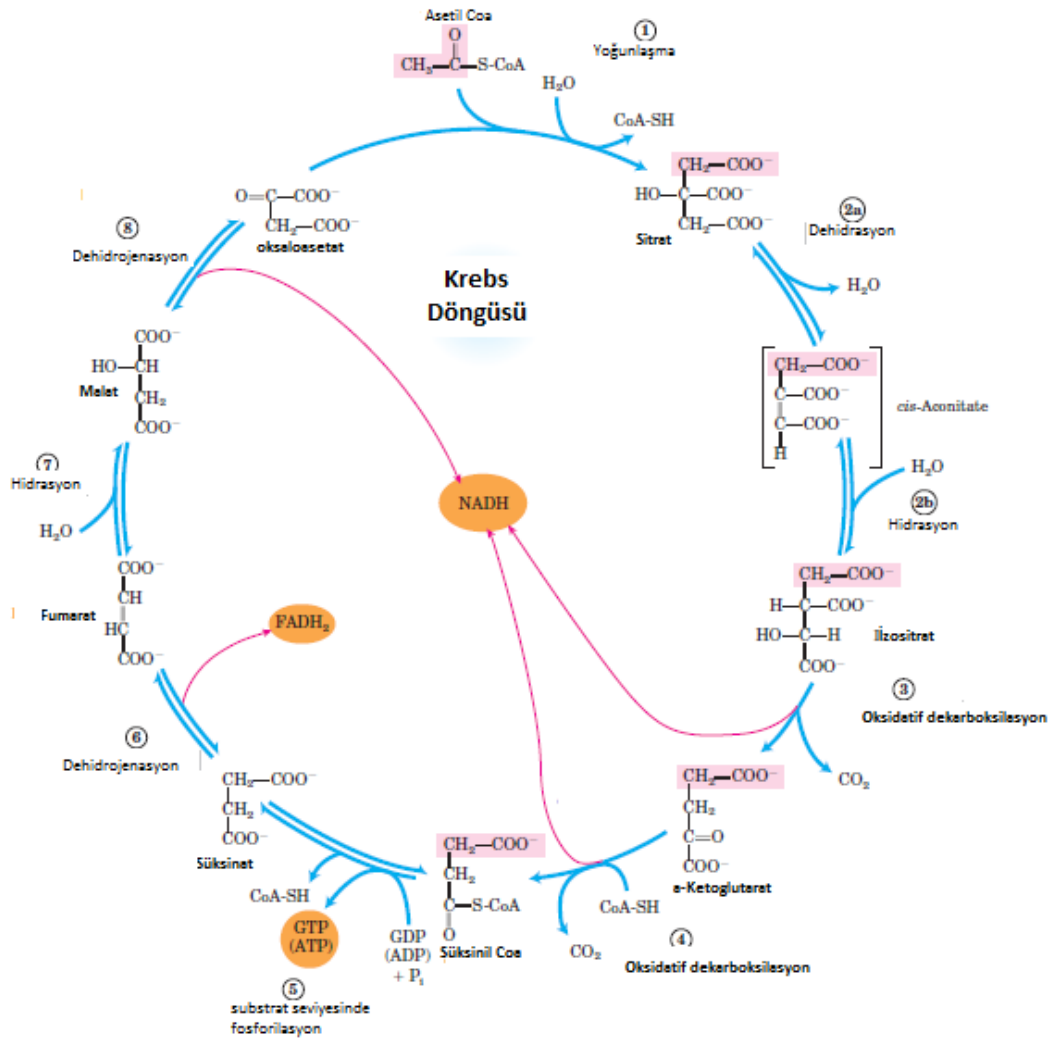 Asetil Coa
O
CH₃—C—S-CoA
① 
Yoğunlaşma
H₂O
CoA-SH
CH₂—COO⁻
HO—C—COO⁻
CH₂—COO⁻
Sitrat
2a
Dehidrasyon
H₂O
CH₂—COO⁻
C—COO⁻
C—COO⁻
H
cis-Aconitate
H₂O
2b
Hidrasyon
CH₂—COO⁻
H—C—COO⁻
HO—C—H
COO⁻
İizositrat
③
Oksidatif dekarboksilasyon
CO₂
CH₂—COO⁻
CH₂
C=O
COO⁻
a-Ketoglutarat
CoA-SH
④
Oksidatif dekarboksilasyon
CO₂
CH₂—COO⁻
CH₂
C—S-CoA
O
Süksinil Coa
GDP
(ADP)
+ Pᵢ
GTP
(ATP)
CoA-SH
⑤
substrat seviyesinde
fosforilasyon
CH₂—COO⁻
CH₂
COO⁻
Süksinat
⑥
Dehidrojenasyon
FADH₂
COO⁻
CH
HC
COO⁻
Fumarat
⑦
Hidrasyon
H₂O
COO⁻
HO—CH
CH₂
COO⁻
Malat
⑧
Dehidrojenasyon
O=C—COO⁻
CH₂—COO⁻
oksaloasetat
Krebs
Döngüsü
NADH